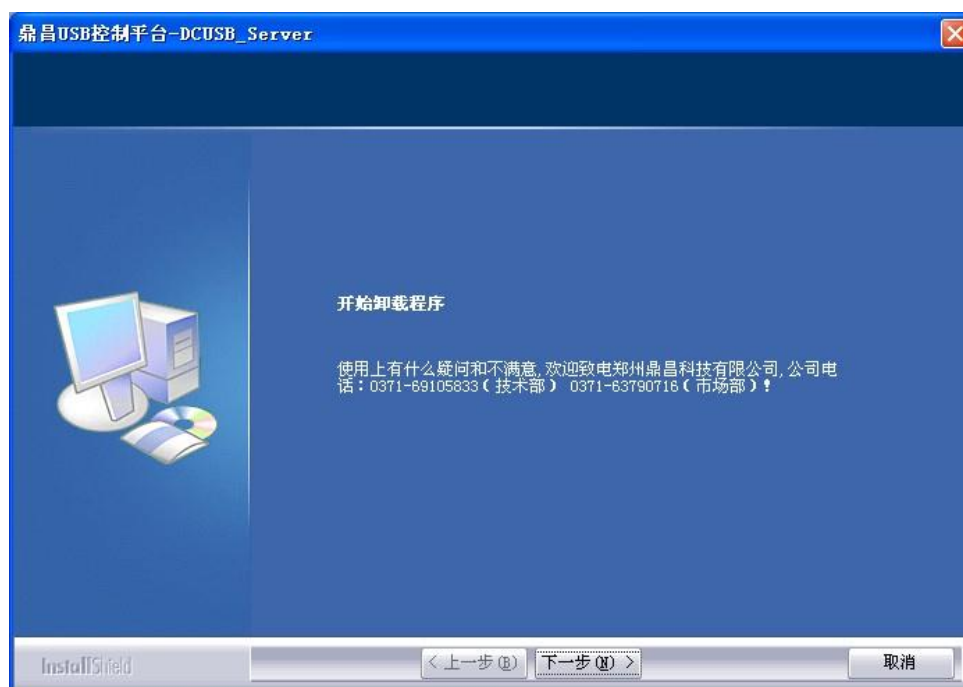 鼎昌USB控制平台-DCUSB_Server
开始卸载程序
使用上有什么疑问和不满意,欢迎致电郑州鼎昌科技有限公司,公司电
话：0371-69105833（技术部） 0371-63790716（市场部）！
InstallShield
< 上一步(B) 下一步(N) > 取消